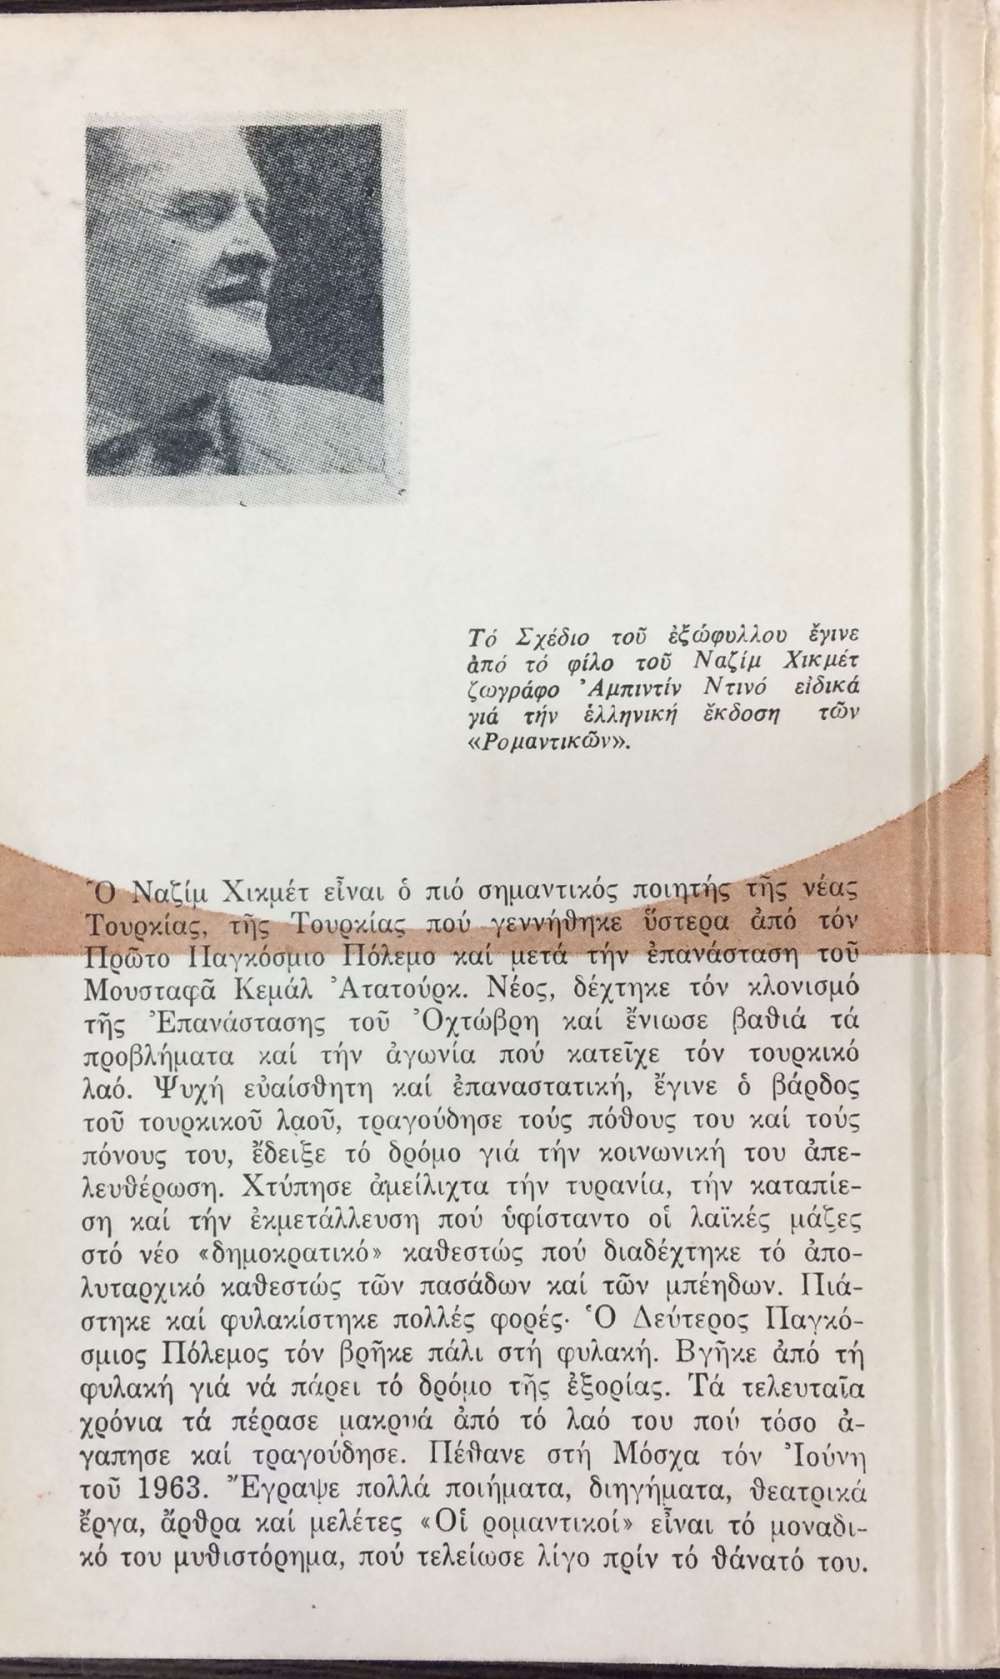 Τό Σχέδιο τοῦ ἐξώφυλλου ἔγινε
ἀπό τό φίλο τοῦ Ναζίμ Χικμέτ
ζωγράφο Ἀμπιντίν Ντινό εἰδικά
γιά τήν ἑλληνική ἔκδοση τῶν
«Ρομαντικῶν».
Ὁ Ναζίμ Χικμέτ εἶναι ὁ πιό σημαντικός ποιητής τῆς νέας
Τουρκίας, τῆς Τουρκίας πού γεννήθηκε ὕστερα ἀπό τόν
Πρῶτο Παγκόσμιο Πόλεμο καί μετά τήν ἐπανάσταση τοῦ
Μουσταφᾶ Κεμάλ Ἀτατούρκ. Νέος, δέχτηκε τόν κλονισμό
τῆς Ἐπανάστασης τοῦ Ὀχτώβρη καί ἔνιωσε βαθιά τά
προβλήματα καί τήν ἀγωνία πού κατεῖχε τόν τουρκικό
λαό. Ψυχή εὐαίσθητη καί ἐπαναστατική, ἔγινε ὁ βάρδος
τοῦ τουρκικοῦ λαοῦ, τραγούδησε τούς πόθους του καί τούς
πόνους του, ἔδειξε τό δρόμο γιά τήν κοινωνική του ἀπε-
λευθέρωση. Χτύπησε ἀμείλιχτα τήν τυρανία, τήν καταπίε-
ση καί τήν ἐκμετάλλευση πού ὑφίσταντο οἱ λαϊκές μάζες
στό νέο «δημοκρατικό» καθεστώς πού διαδέχτηκε τό ἀπο-
λυταρχικό καθεστώς τῶν πασάδων καί τῶν μπέηδων. Πιά-
στηκε καί φυλακίστηκε πολλές φορές· Ὁ Δεύτερος Παγκό-
σμιος Πόλεμος τόν βρῆκε πάλι στή φυλακή. Βγῆκε ἀπό τή
φυλακή γιά νά πάρει τό δρόμο τῆς ἐξορίας. Τά τελευταῖα
χρόνια τά πέρασε μακρυά ἀπό τό λαό του πού τόσο ἀ-
γαπησε καί τραγούδησε. Πέθανε στή Μόσχα τόν Ἰούνη
τοῦ 1963. Ἔγραψε πολλά ποιήματα, διηγήματα, θεατρικά
ἔργα, ἄρθρα καί μελέτες «Οἱ ρομαντικοί» εἶναι τό μοναδι-
κό του μυθιστόρημα, πού τελείωσε λίγο πρίν τό θάνατό του.